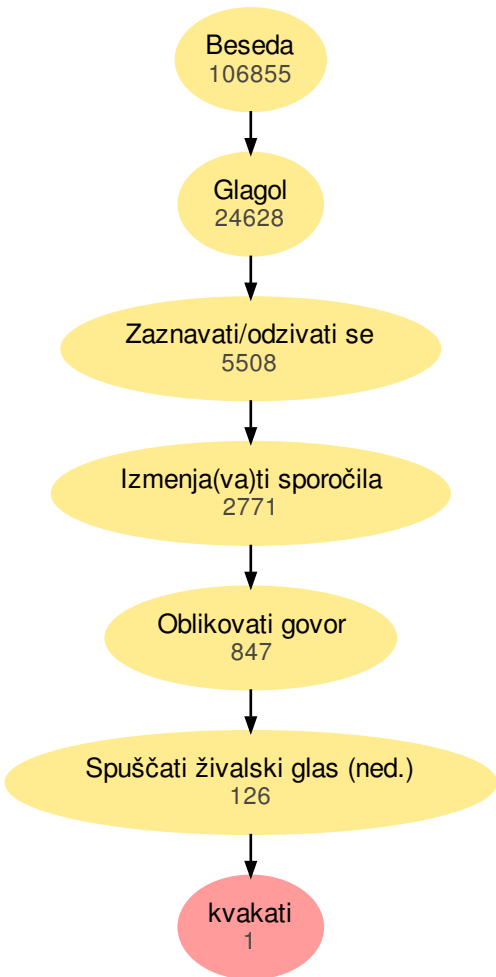 Beseda
106855
Glagol
24628
Zaznavati/odzivati se
5508
Izmenja(va)ti sporočila
2771
Oblikovati govor
847
Spuščati živalski glas (ned.)
126
kvakati
1